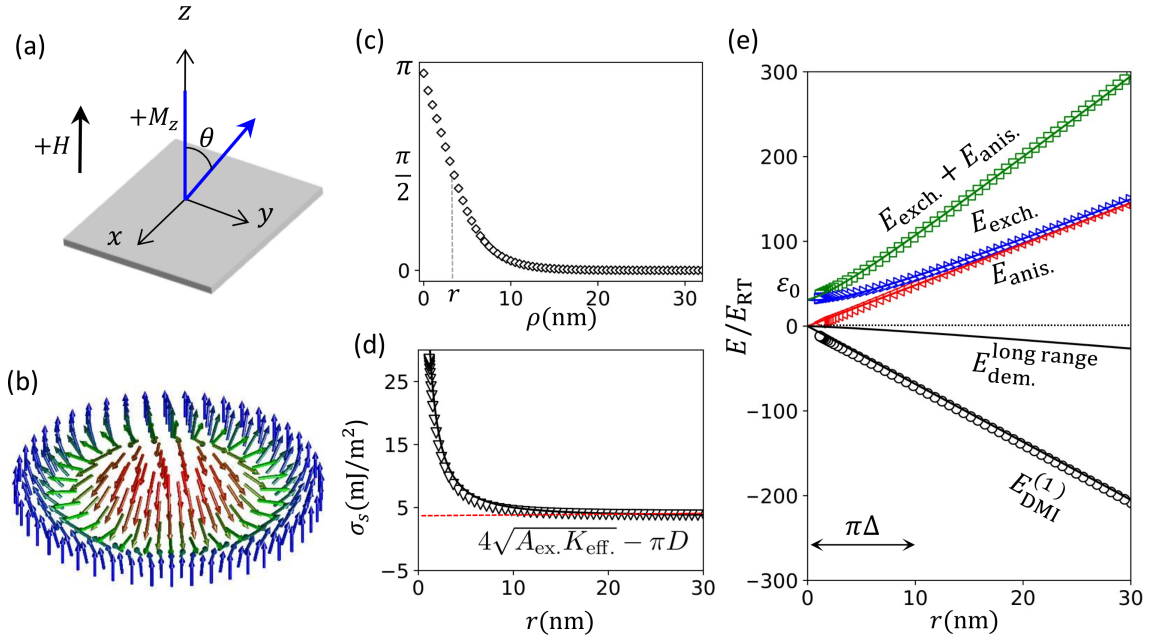 (a)
z
+H
+M_z
θ
x
y
(b)
(c)
π
π/2
0
0
r
10
20
30
ρ(nm)
(d)
σ_s(mJ/m²)
25
15
5
−5
4√(A_ex. K_eff.) − πD
0
10
20
30
r(nm)
(e)
E/E_RT
300
200
100
ε₀
0
−100
−200
−300
E_exch. + E_anis.
E_exch.
E_anis.
E_dem.^long range
E_DMI^(1)
πΔ
0
10
20
30
r(nm)